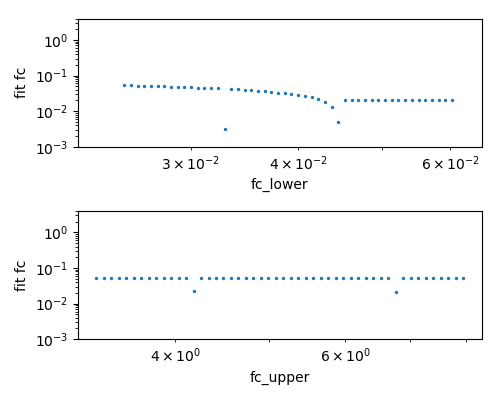 10⁰
10⁻¹
10⁻²
10⁻³
fit fc
3 × 10⁻² 4 × 10⁻² 6 × 10⁻²
fc_lower
10⁰
10⁻¹
10⁻²
10⁻³
fit fc
4 × 10⁰ 6 × 10⁰
fc_upper